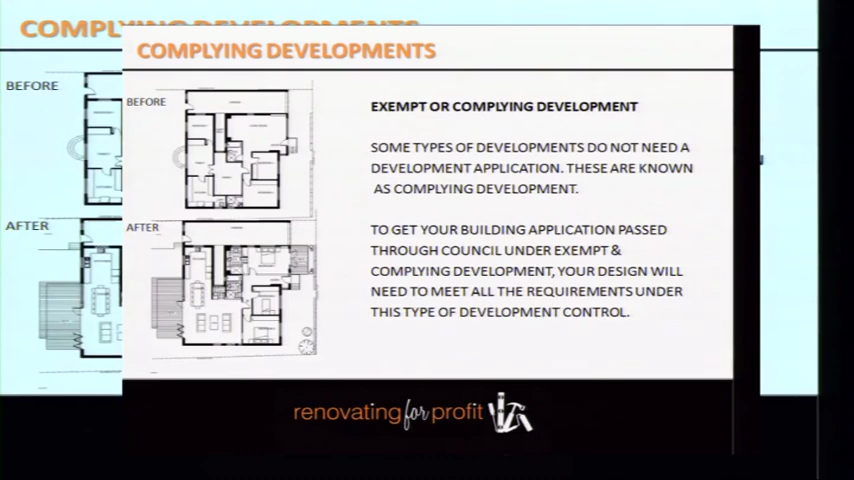 COMPLYING DEVELOPMENTS
BEFORE
AFTER
COMPLYING DEVELOPMENTS
BEFORE
AFTER
EXEMPT OR COMPLYING DEVELOPMENT
SOME TYPES OF DEVELOPMENTS DO NOT NEED A
DEVELOPMENT APPLICATION. THESE ARE KNOWN
AS COMPLYING DEVELOPMENT.
TO GET YOUR BUILDING APPLICATION PASSED
THROUGH COUNCIL UNDER EXEMPT &
COMPLYING DEVELOPMENT, YOUR DESIGN WILL
NEED TO MEET ALL THE REQUIREMENTS UNDER
THIS TYPE OF DEVELOPMENT CONTROL.
renovating for profit